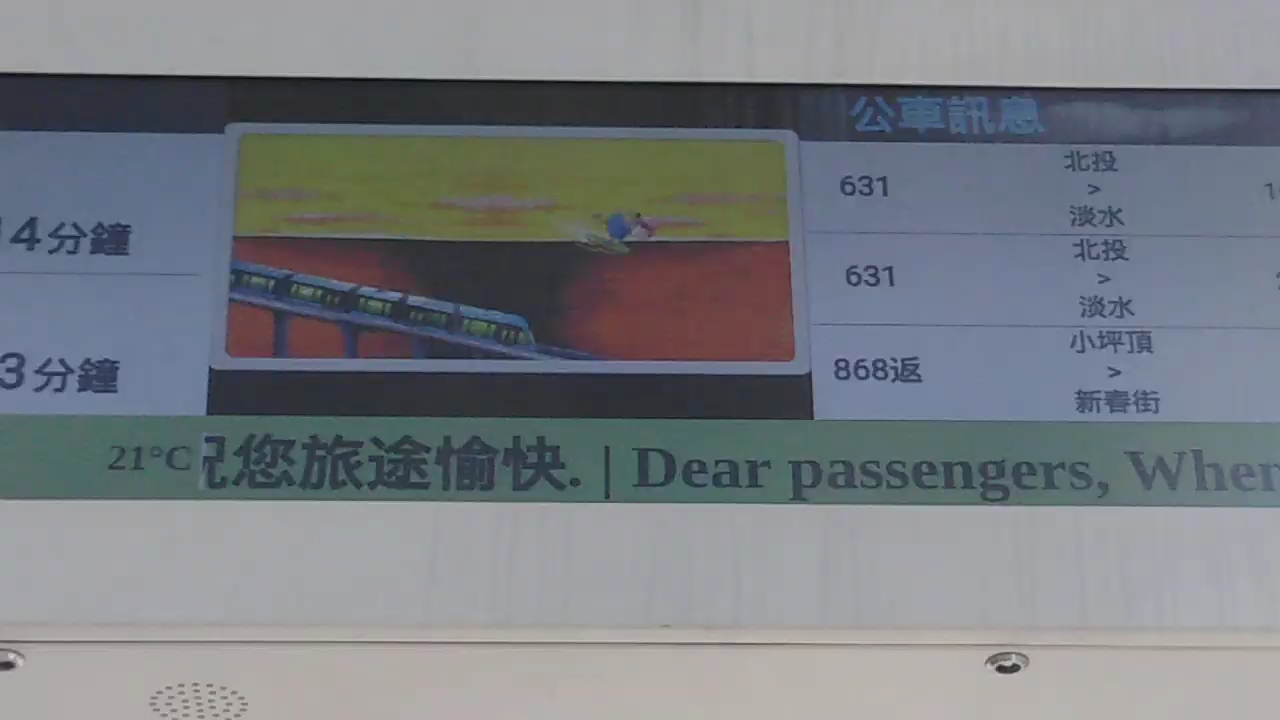 14分鐘
3分鐘
公車訊息
631
北投
>
淡水
631
北投
>
淡水
868返
小坪頂
>
新春街
21°C
您旅途愉快. | Dear passengers, When